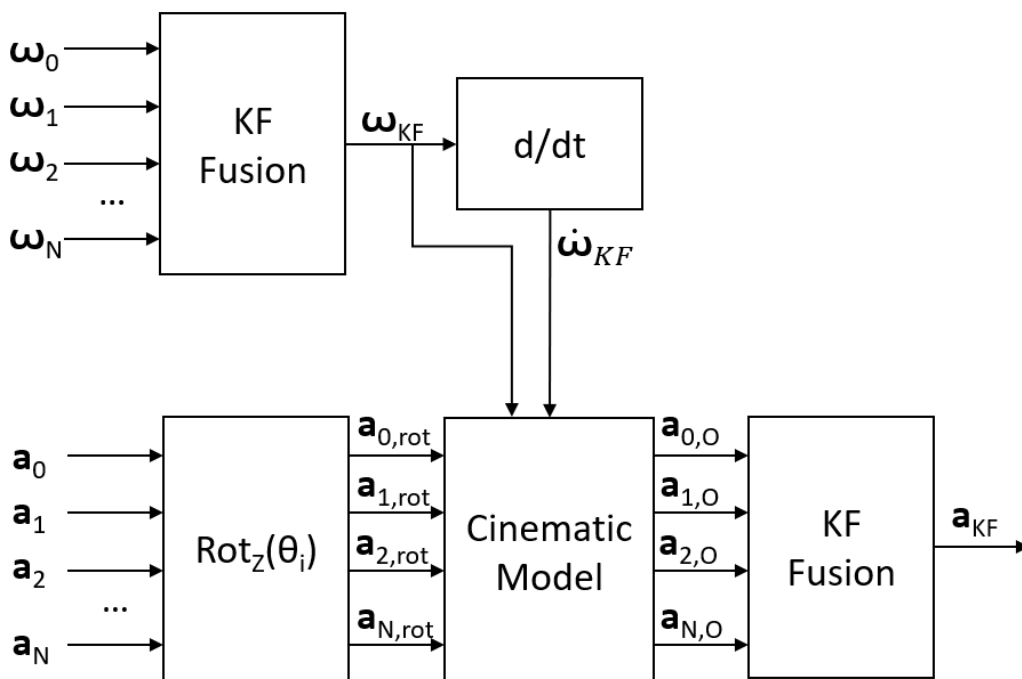 ω0
ω1
ω2
...
ωN
KF
Fusion
ωKF
d/dt
ω̇KF
a0
a1
a2
...
aN
RotZ(θi)
a0,rot
a1,rot
a2,rot
aN,rot
Cinematic
Model
a0,O
a1,O
a2,O
aN,O
KF
Fusion
aKF